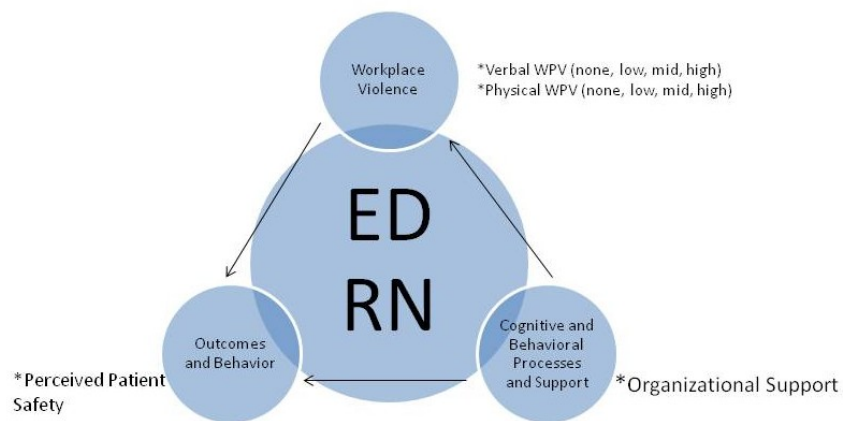 Workplace
Violence
*Verbal WPV (none, low, mid, high)
*Physical WPV (none, low, mid, high)
ED
RN
Outcomes
and Behavior
Cognitive and
Behavioral
Processes
and Support
*Perceived Patient
Safety
*Organizational Support